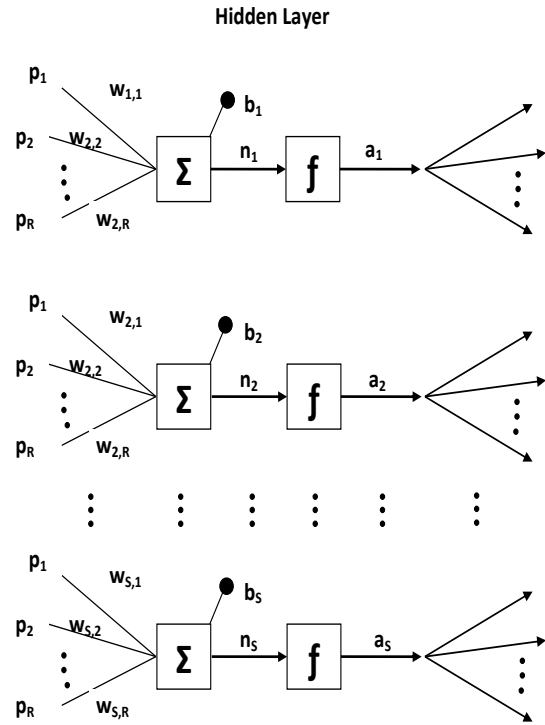 Hidden Layer
p₁ w₁,₁ b₁
p₂ w₂,₂ Σ n₁ ƒ a₁
pR w₂,R
p₁ w₂,₁ b₂
p₂ w₂,₂ Σ n₂ ƒ a₂
pR w₂,R
p₁ wS,₁ bS
p₂ wS,₂ Σ nS ƒ aS
pR wS,R